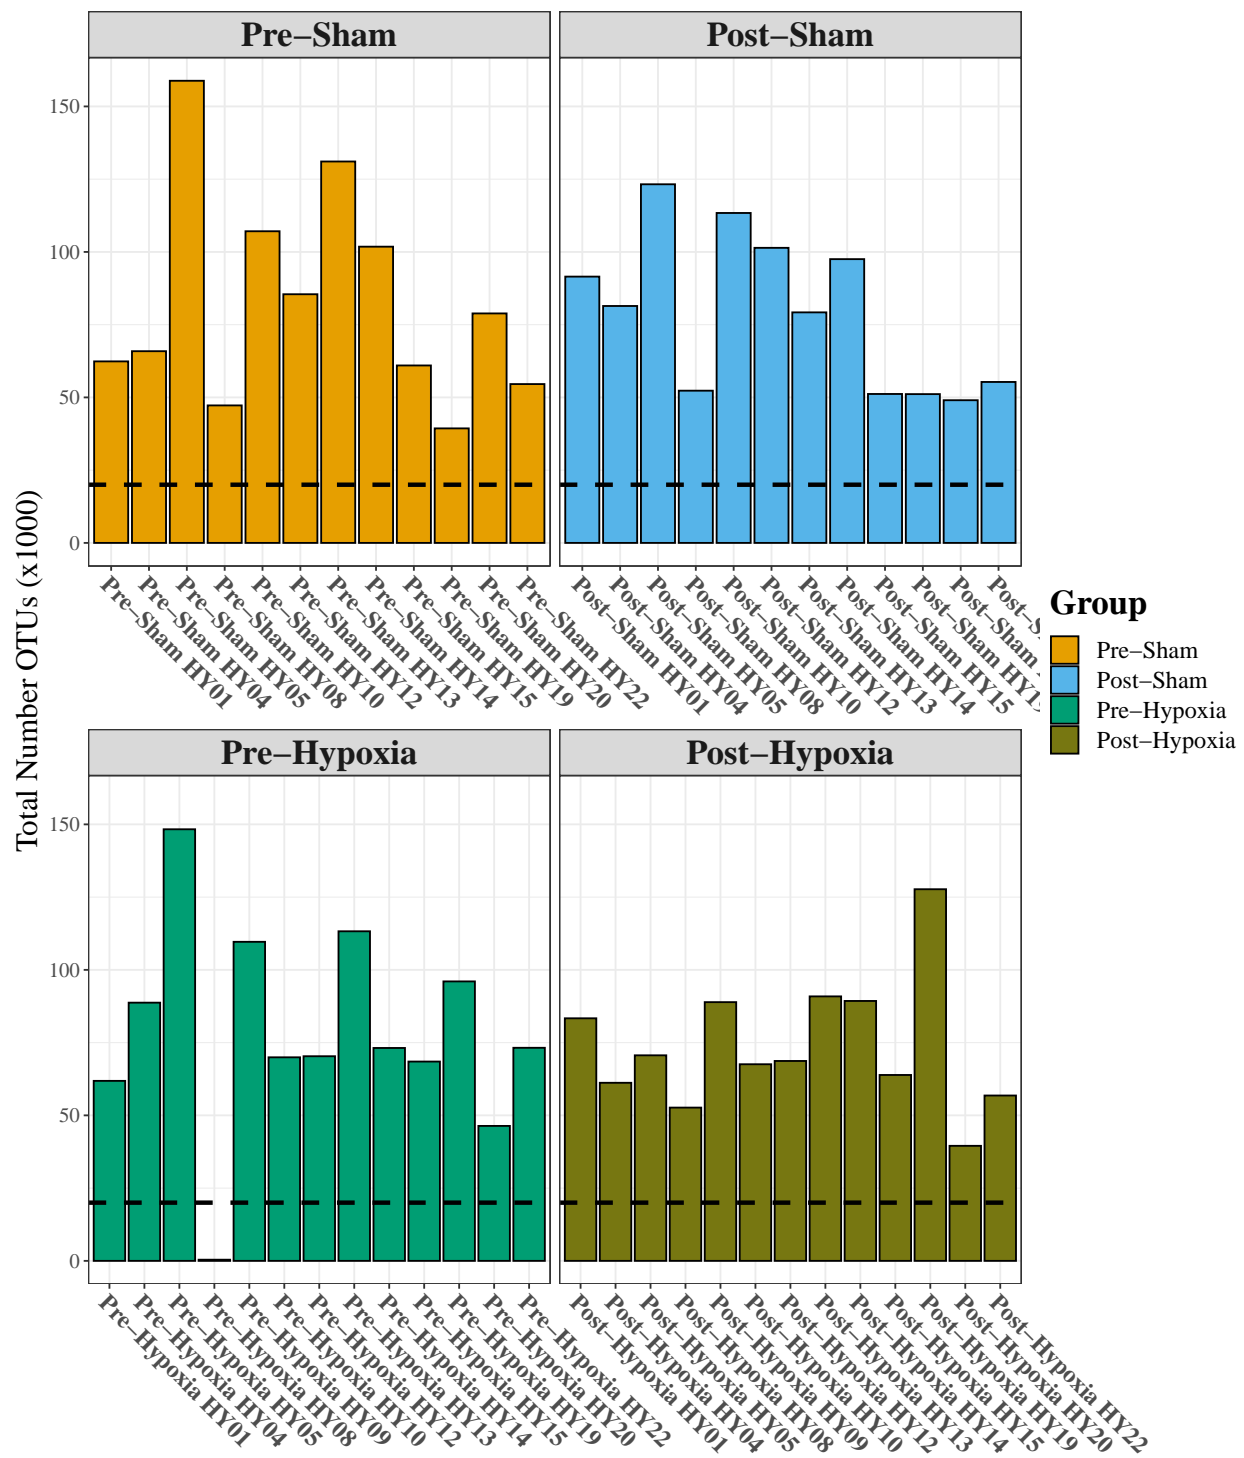 Pre–Sham
Post–Sham
Total Number OTUs (x1000)
150
100
50
0
Pre–Sham HY01
Pre–Sham HY04
Pre–Sham HY05
Pre–Sham HY08
Pre–Sham HY10
Pre–Sham HY12
Pre–Sham HY13
Pre–Sham HY14
Pre–Sham HY15
Pre–Sham HY19
Pre–Sham HY20
Pre–Sham HY22
Post–Sham HY01
Post–Sham HY04
Post–Sham HY05
Post–Sham HY08
Post–Sham HY10
Post–Sham HY12
Post–Sham HY13
Post–Sham HY14
Post–Sham HY15
Post–Sham
Post–Sham
Group
Pre–Sham
Post–Sham
Pre–Hypoxia
Post–Hypoxia
Pre–Hypoxia
Post–Hypoxia
150
100
50
0
Pre–Hypoxia HY01
Pre–Hypoxia HY04
Pre–Hypoxia HY05
Pre–Hypoxia HY08
Pre–Hypoxia HY09
Pre–Hypoxia HY10
Pre–Hypoxia HY12
Pre–Hypoxia HY13
Pre–Hypoxia HY14
Pre–Hypoxia HY15
Pre–Hypoxia HY19
Pre–Hypoxia HY20
Pre–Hypoxia HY22
Post–Hypoxia HY01
Post–Hypoxia HY04
Post–Hypoxia HY05
Post–Hypoxia HY08
Post–Hypoxia HY09
Post–Hypoxia HY10
Post–Hypoxia HY12
Post–Hypoxia HY13
Post–Hypoxia HY14
Post–Hypoxia HY15
Post–Hypoxia HY19
Post–Hypoxia HY20
Post–Hypoxia HY22